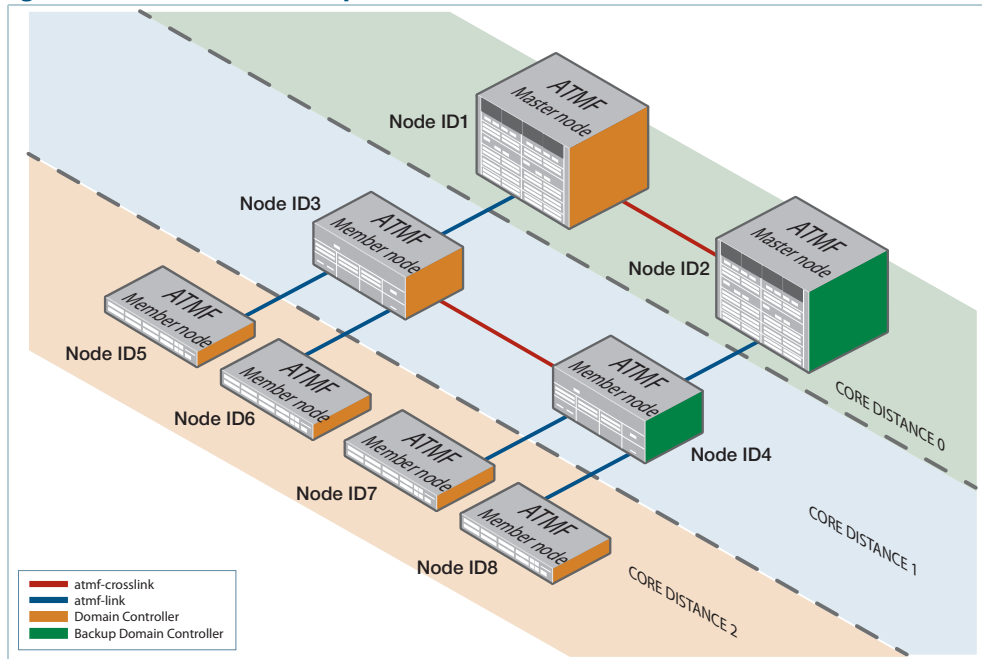 ATMF
Master node
Node ID1
ATMF
Master node
Node ID2
Node ID3
ATMF
Member node
ATMF
Member node
Node ID4
ATMF
Member node
Node ID5
ATMF
Member node
Node ID6
ATMF
Member node
Node ID7
ATMF
Member node
Node ID8
CORE DISTANCE 0
CORE DISTANCE 1
CORE DISTANCE 2
atmf-crosslink
atmf-link
Domain Controller
Backup Domain Controller